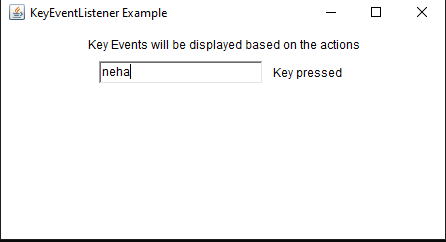 KeyEventListener Example
Key Events will be displayed based on the actions
neha Key pressed